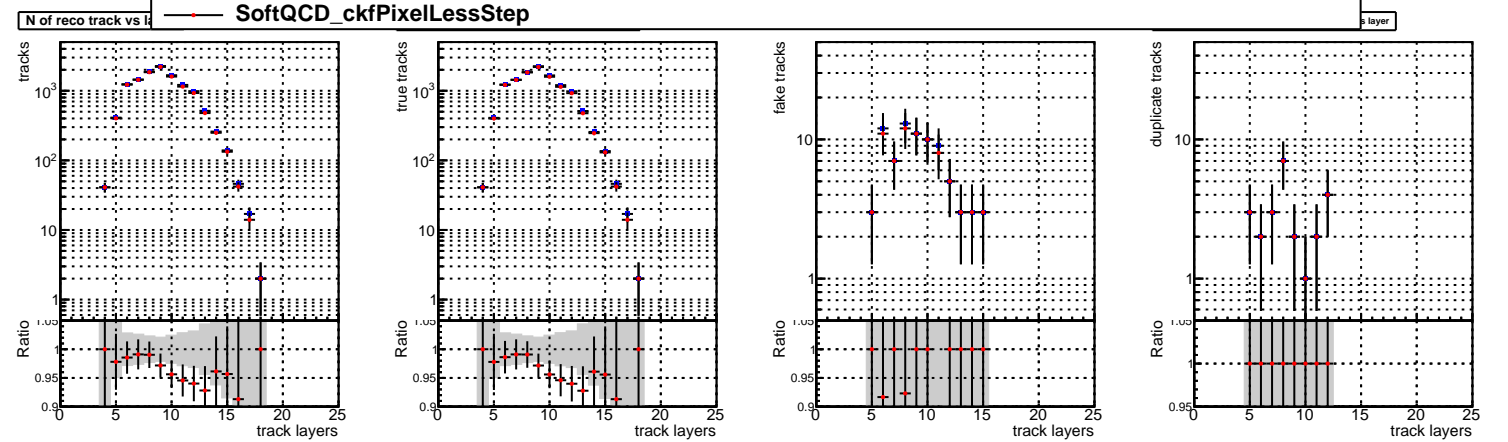 SoftQCD_ckfPixelLessStep
N of reco track vs la
s layer
tracks
10³
10²
10
1
Ratio
1.05
1
0.95
0.9
0 5 10 15 20 25
track layers
true tracks
10³
10²
10
1
Ratio
1.05
1
0.95
0.9
0 5 10 15 20 25
track layers
fake tracks
10
1
Ratio
1.05
1
0.95
0.9
0 5 10 15 20 25
track layers
duplicate tracks
10
1
Ratio
1.05
1
0.95
0 5 10 15 20 25
track layers